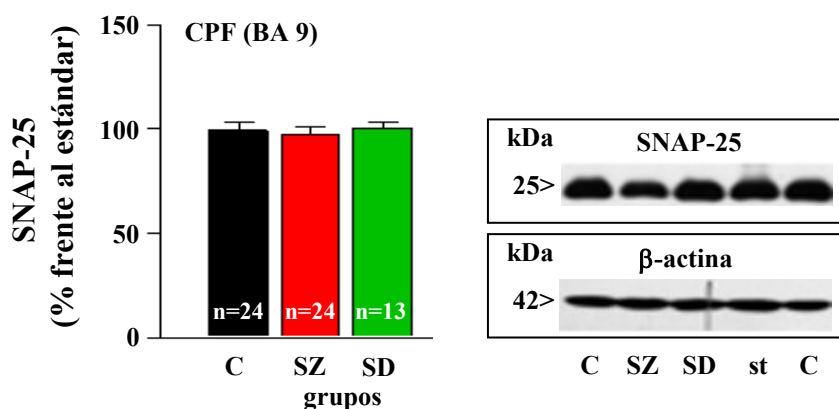 CPF (BA 9)
SNAP-25
(% frente al estándar)
150
100
50
0
n=24
n=24
n=13
C SZ SD
grupos
kDa SNAP-25
25>
kDa β-actina
42>
C SZ SD st C